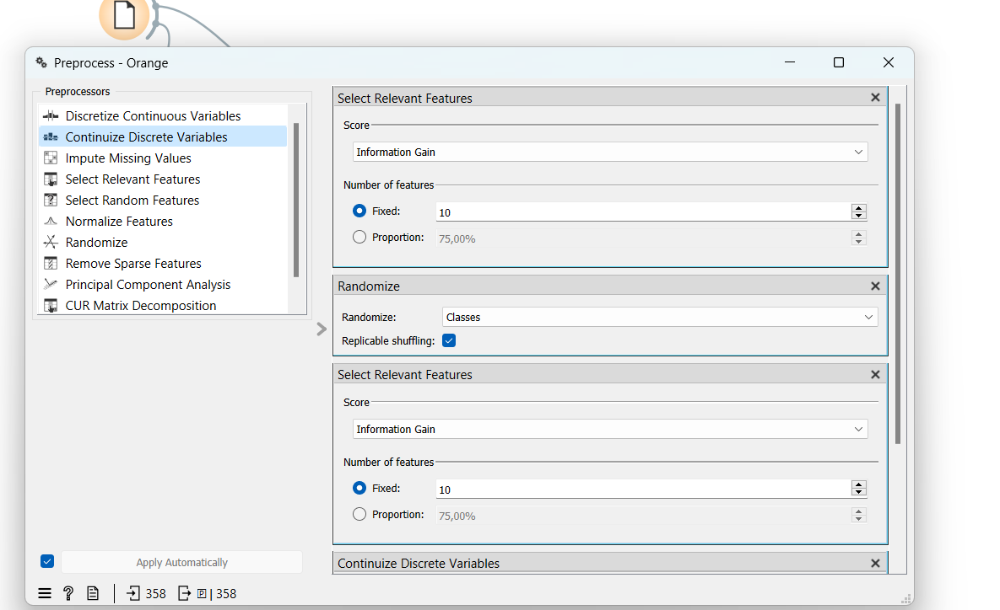 Preprocess - Orange
Preprocessors
Discretize Continuous Variables
Continuize Discrete Variables
Impute Missing Values
Select Relevant Features
Select Random Features
Normalize Features
Randomize
Remove Sparse Features
Principal Component Analysis
CUR Matrix Decomposition
Apply Automatically
? 358 P | 358
Select Relevant Features
Score
Information Gain
Number of features
Fixed: 10
Proportion: 75,00%
Randomize
Randomize: Classes
Replicable shuffling:
Select Relevant Features
Score
Information Gain
Number of features
Fixed: 10
Proportion: 75,00%
Continuize Discrete Variables